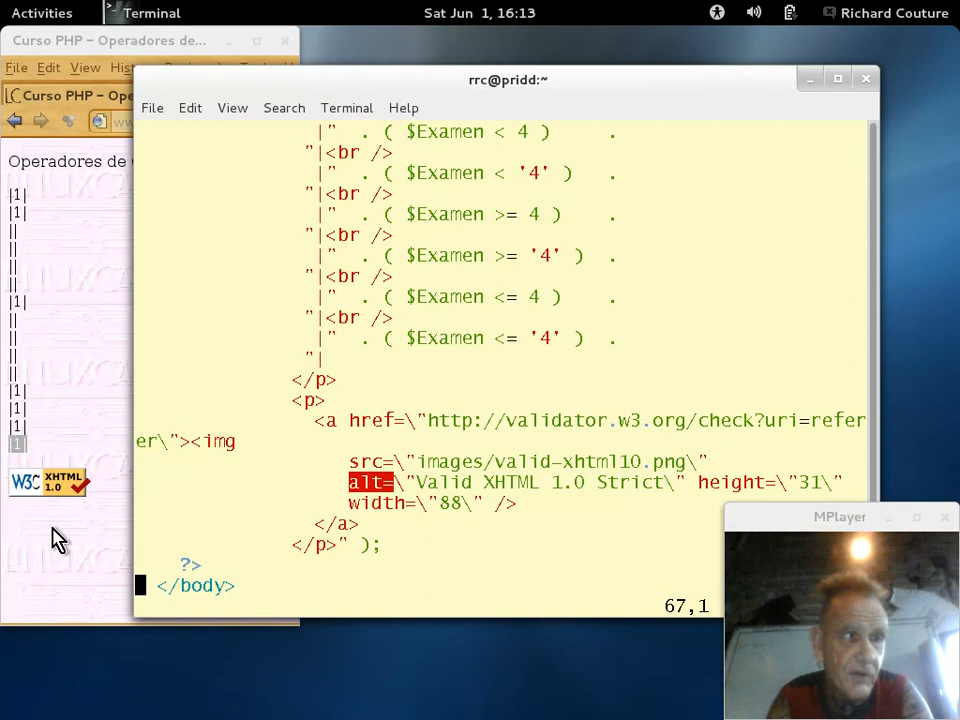 Activities
Terminal
Sat Jun 1, 16:13
Richard Couture
Curso PHP – Operadores de...
File Edit View
Curso PHP – Ope
Operadores de
|1|
|1|
||
||
||
||
|1|
||
||
||
||
|1|
|1|
|1|
|1|
W3C XHTML 1.0
rrc@pridd:~
File Edit View Search Terminal Help
|" . ( $Examen < 4 ) .
"|<br />
|" . ( $Examen < '4' ) .
"|<br />
|" . ( $Examen >= 4 ) .
"|<br />
|" . ( $Examen >= '4' ) .
"|<br />
|" . ( $Examen <= 4 ) .
"|<br />
|" . ( $Examen <= '4' ) .
"|
</p>
<p>
<a href=\"http://validator.w3.org/check?uri=refer
er\"><img
src=\"images/valid-xhtml10.png\"
alt=\"Valid XHTML 1.0 Strict\" height=\"31\"
width=\"88\" />
</a>
</p>" );
?>
</body>
67,1
MPlayer